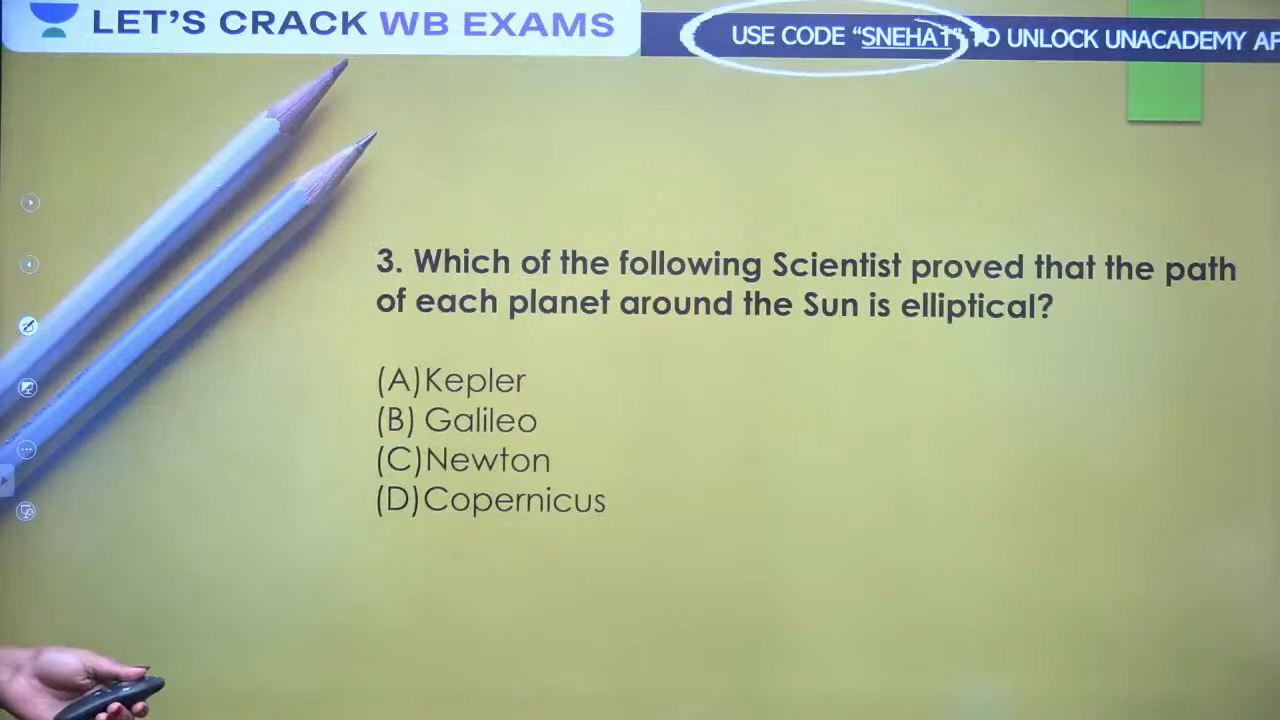 LET'S CRACK WB EXAMS
USE CODE “SNEHA1” TO UNLOCK UNACADEMY AP
3. Which of the following Scientist proved that the path
of each planet around the Sun is elliptical?
(A)Kepler
(B) Galileo
(C)Newton
(D)Copernicus